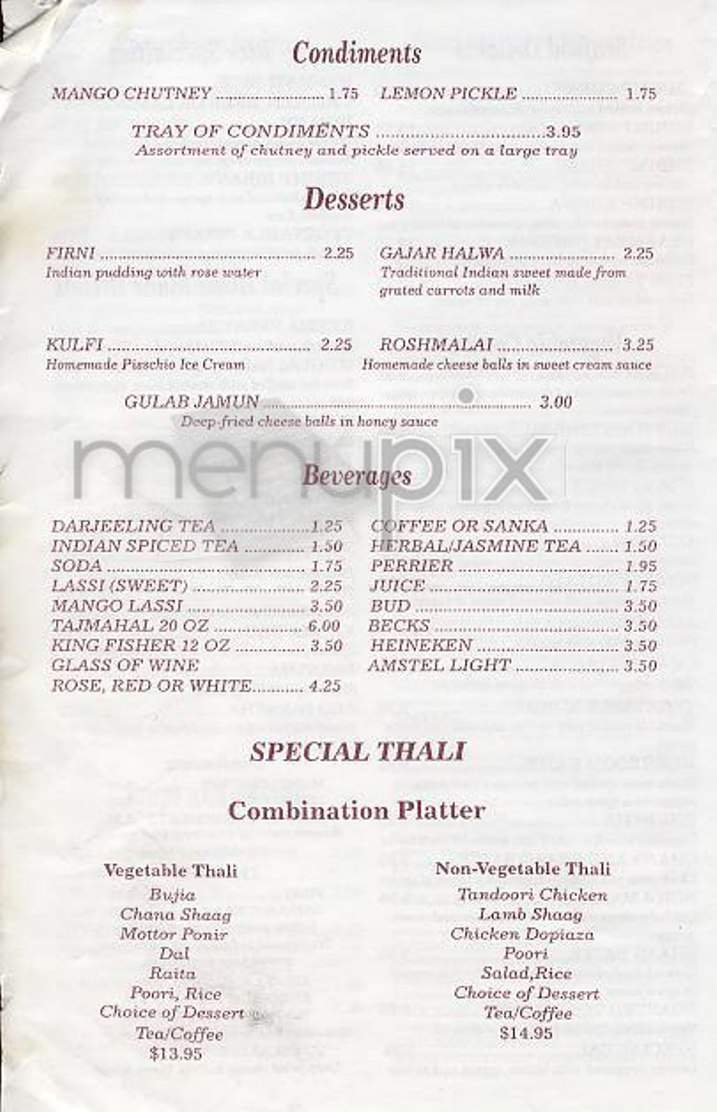 Condiments
MANGO CHUTNEY ........................ 1.75 LEMON PICKLE ...................... 1.75
TRAY OF CONDIMENTS ..................................3.95
Assortment of chutney and pickle served on a large tray
Desserts
FIRNI ................................................ 2.25 GAJAR HALWA ........................ 2.25
Indian pudding with rose water Traditional Indian sweet made from
grated carrots and milk
KULFI .................................................... 2.25 ROSHMALAI .......................... 3.25
Homemade Pisschio Ice Cream Homemade cheese balls in sweet cream sauce
GULAB JAMUN ............................................................. 3.00
Deep-fried cheese balls in honey sauce
menupix
Beverages
DARJEELING TEA ....................1.25
INDIAN SPICED TEA ............. 1.50
SODA ............................................. 1.75
LASSI (SWEET) ......................... 2.25
MANGO LASSI .......................... 3.50
TAJMAHAL 20 OZ .................... 6.00
KING FISHER 12 OZ ............... 3.50
GLASS OF WINE
ROSE, RED OR WHITE........... 4.25
COFFEE OR SANKA .............. 1.25
HERBAL/JASMINE TEA ....... 1.50
PERRIER .................................... 1.95
JUICE ........................................... 1.75
BUD .............................................. 3.50
BECKS ......................................... 3.50
HEINEKEN ................................ 3.50
AMSTEL LIGHT ........................ 3.50
SPECIAL THALI
Combination Platter
Vegetable Thali
Bujia
Chana Shaag
Mottor Ponir
Dal
Raita
Poori, Rice
Choice of Dessert
Tea/Coffee
$13.95
Non-Vegetable Thali
Tandoori Chicken
Lamb Shaag
Chicken Dopiaza
Poori
Salad,Rice
Choice of Dessert
Tea/Coffee
$14.95